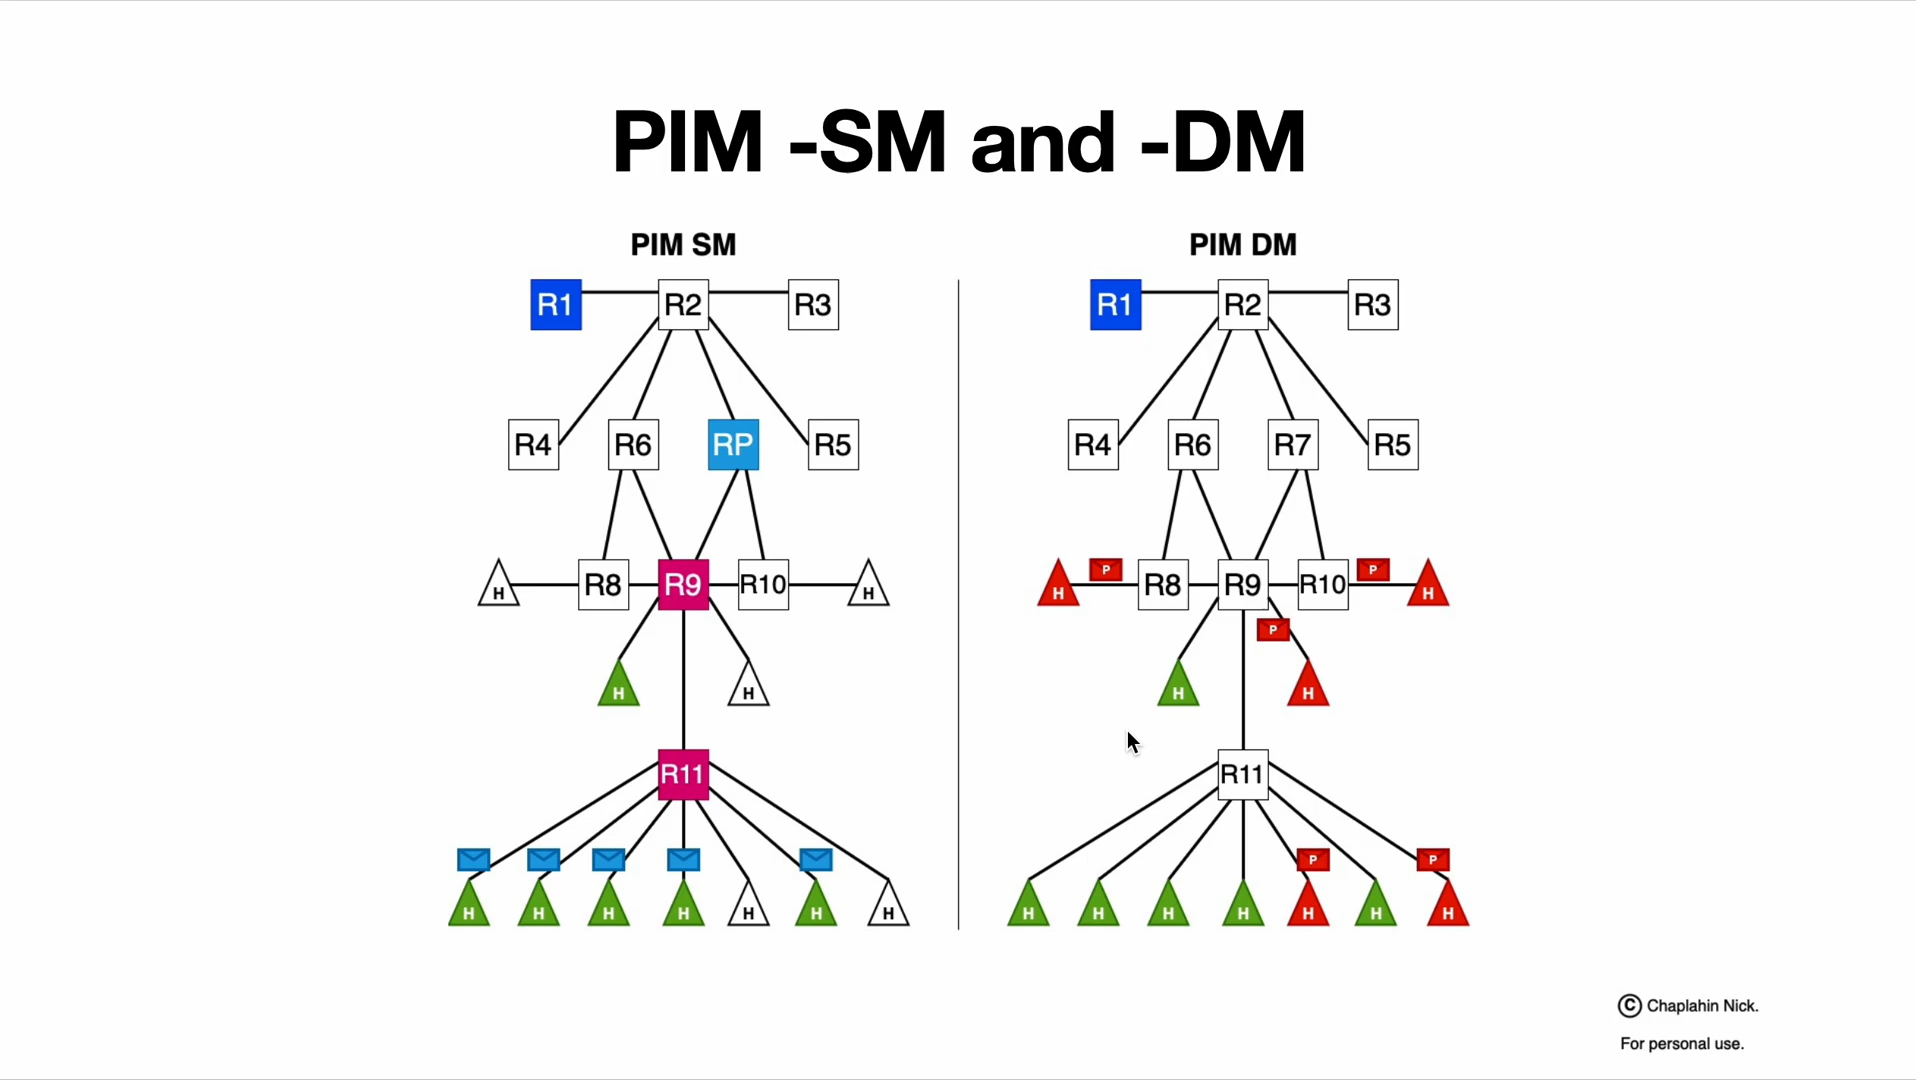 PIM -SM and -DM
PIM SM
R1 R2 R3
R4 R6 RP R5
H R8 R9 R10 H
H H
R11
H H H H H H H
PIM DM
R1 R2 R3
R4 R6 R7 R5
H P R8 R9 R10 P H
P
H H
R11
P P
H H H H H H H
© Chaplahin Nick.
For personal use.